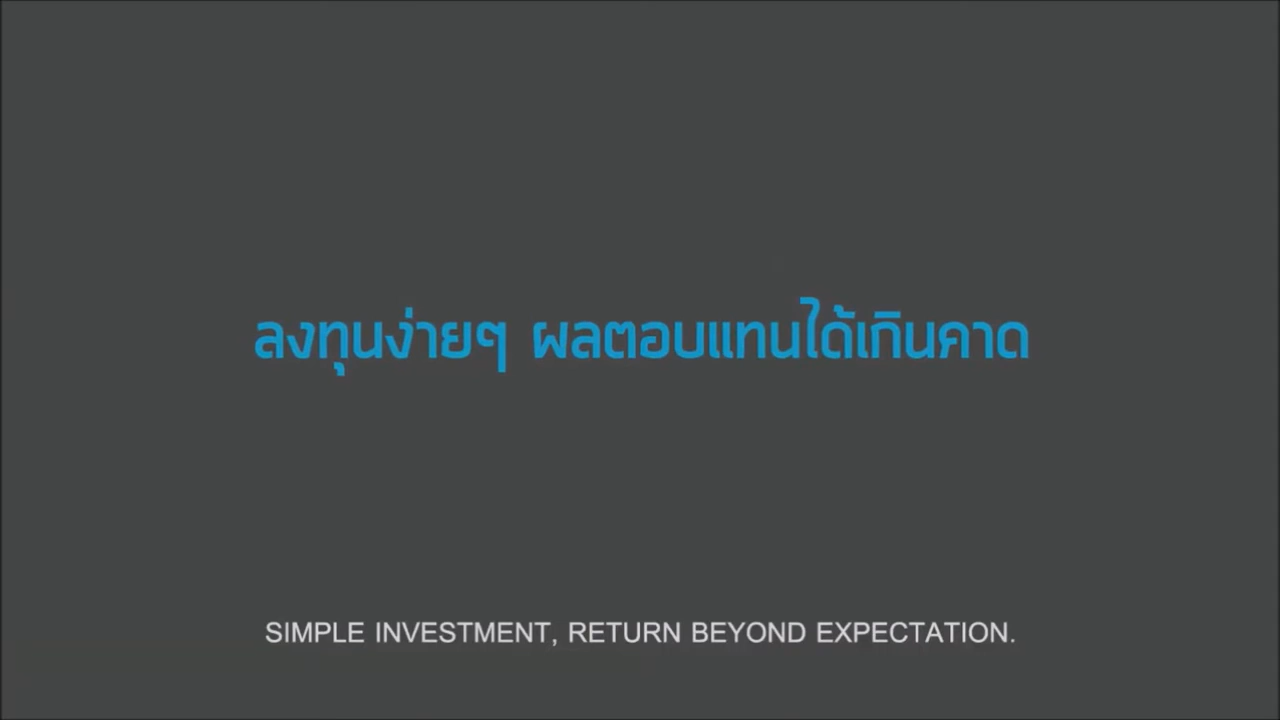 ลงทุนง่ายๆ ผลตอบแทนได้เกินคาด
SIMPLE INVESTMENT, RETURN BEYOND EXPECTATION.